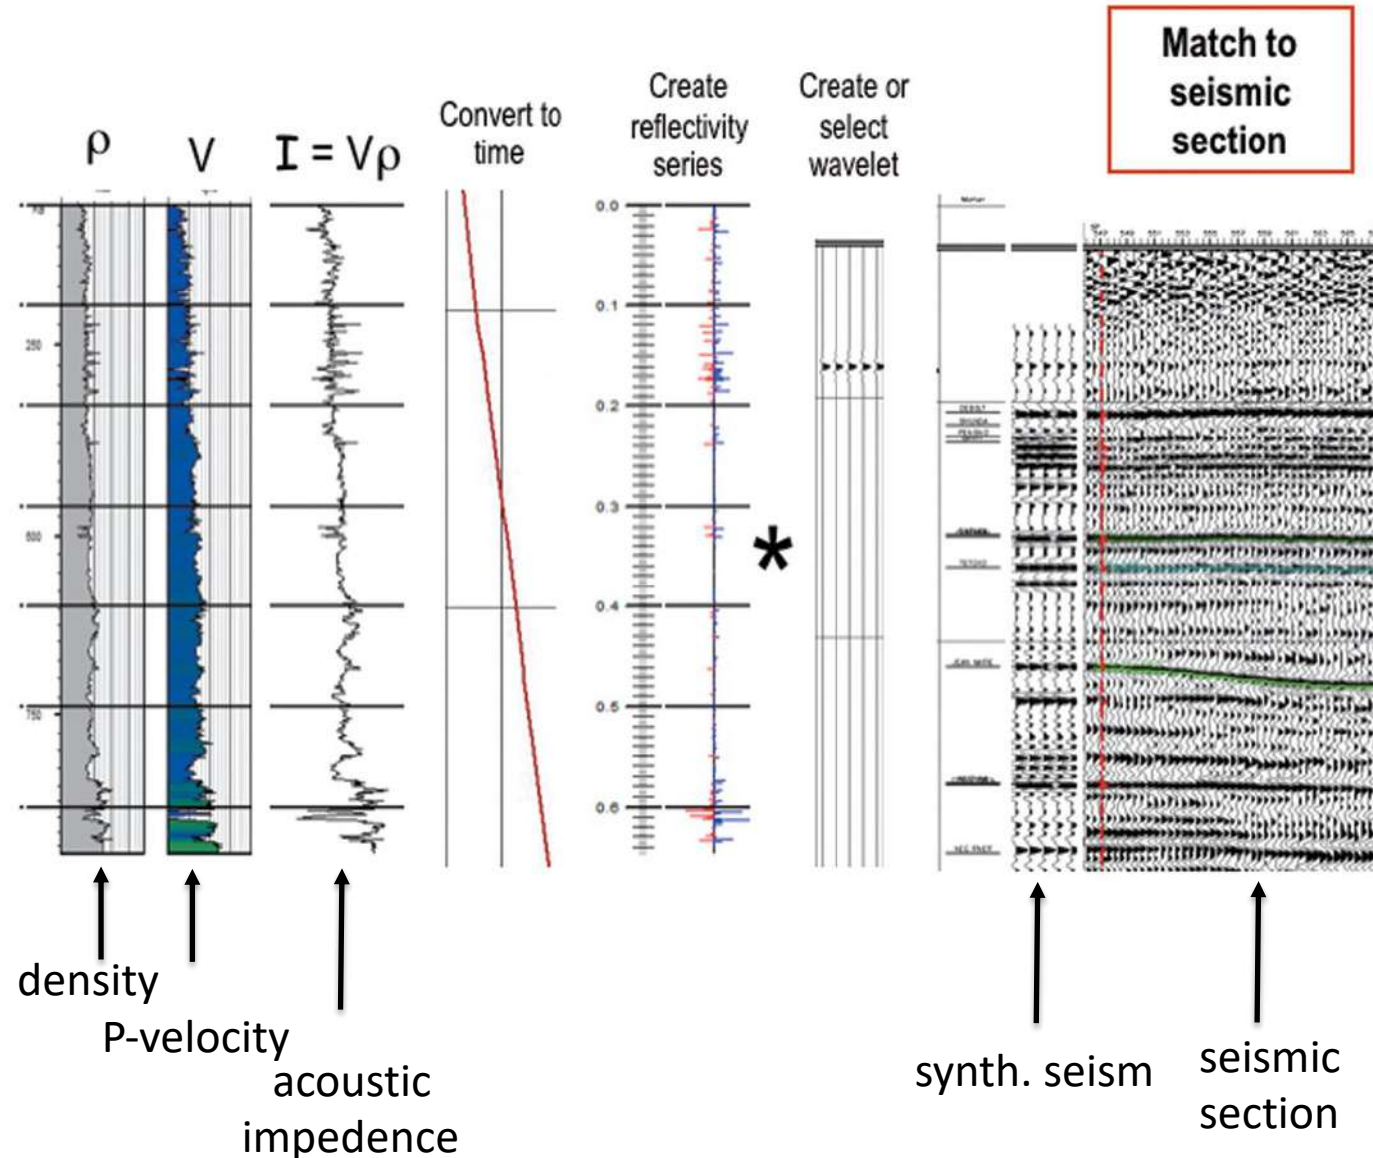 Match to
seismic
section
Create
reflectivity
series
Create or
select
wavelet
Convert to
time
ρ
V
I = Vρ
0.0
0.1
0.2
0.3
0.4
0.5
0.6
250
750
*
density
P-velocity
acoustic
impedence
synth. seism
seismic
section